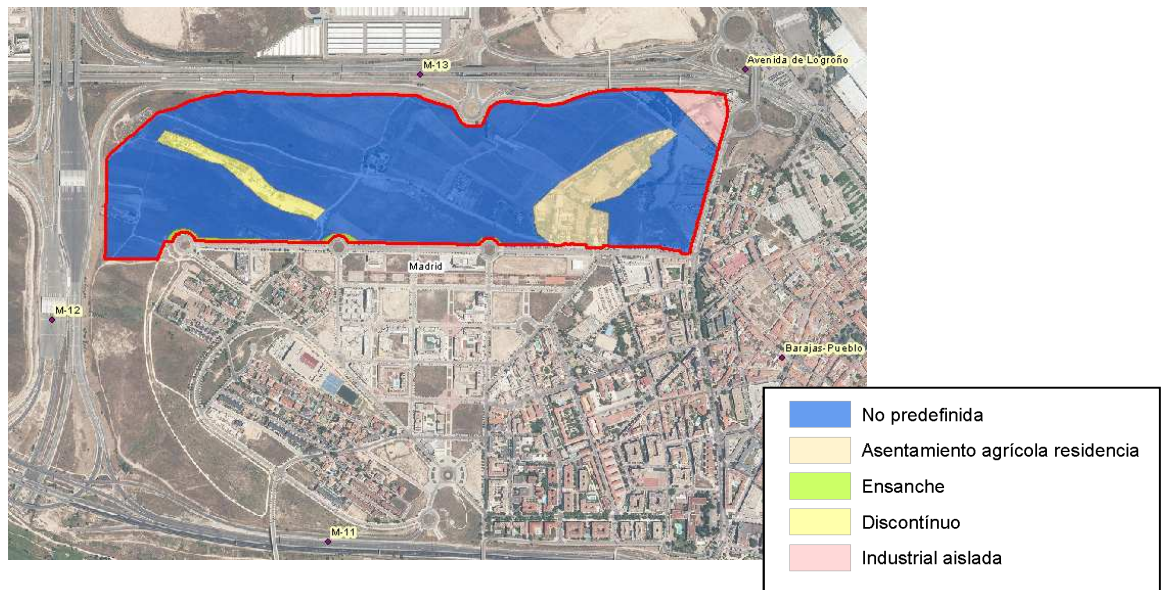 Avenida de Logroño
M-13
Madrid
M-12
Barajas-Pueblo
M-11
No predefinida
Asentamiento agrícola residencia
Ensanche
Discontínuo
Industrial aislada